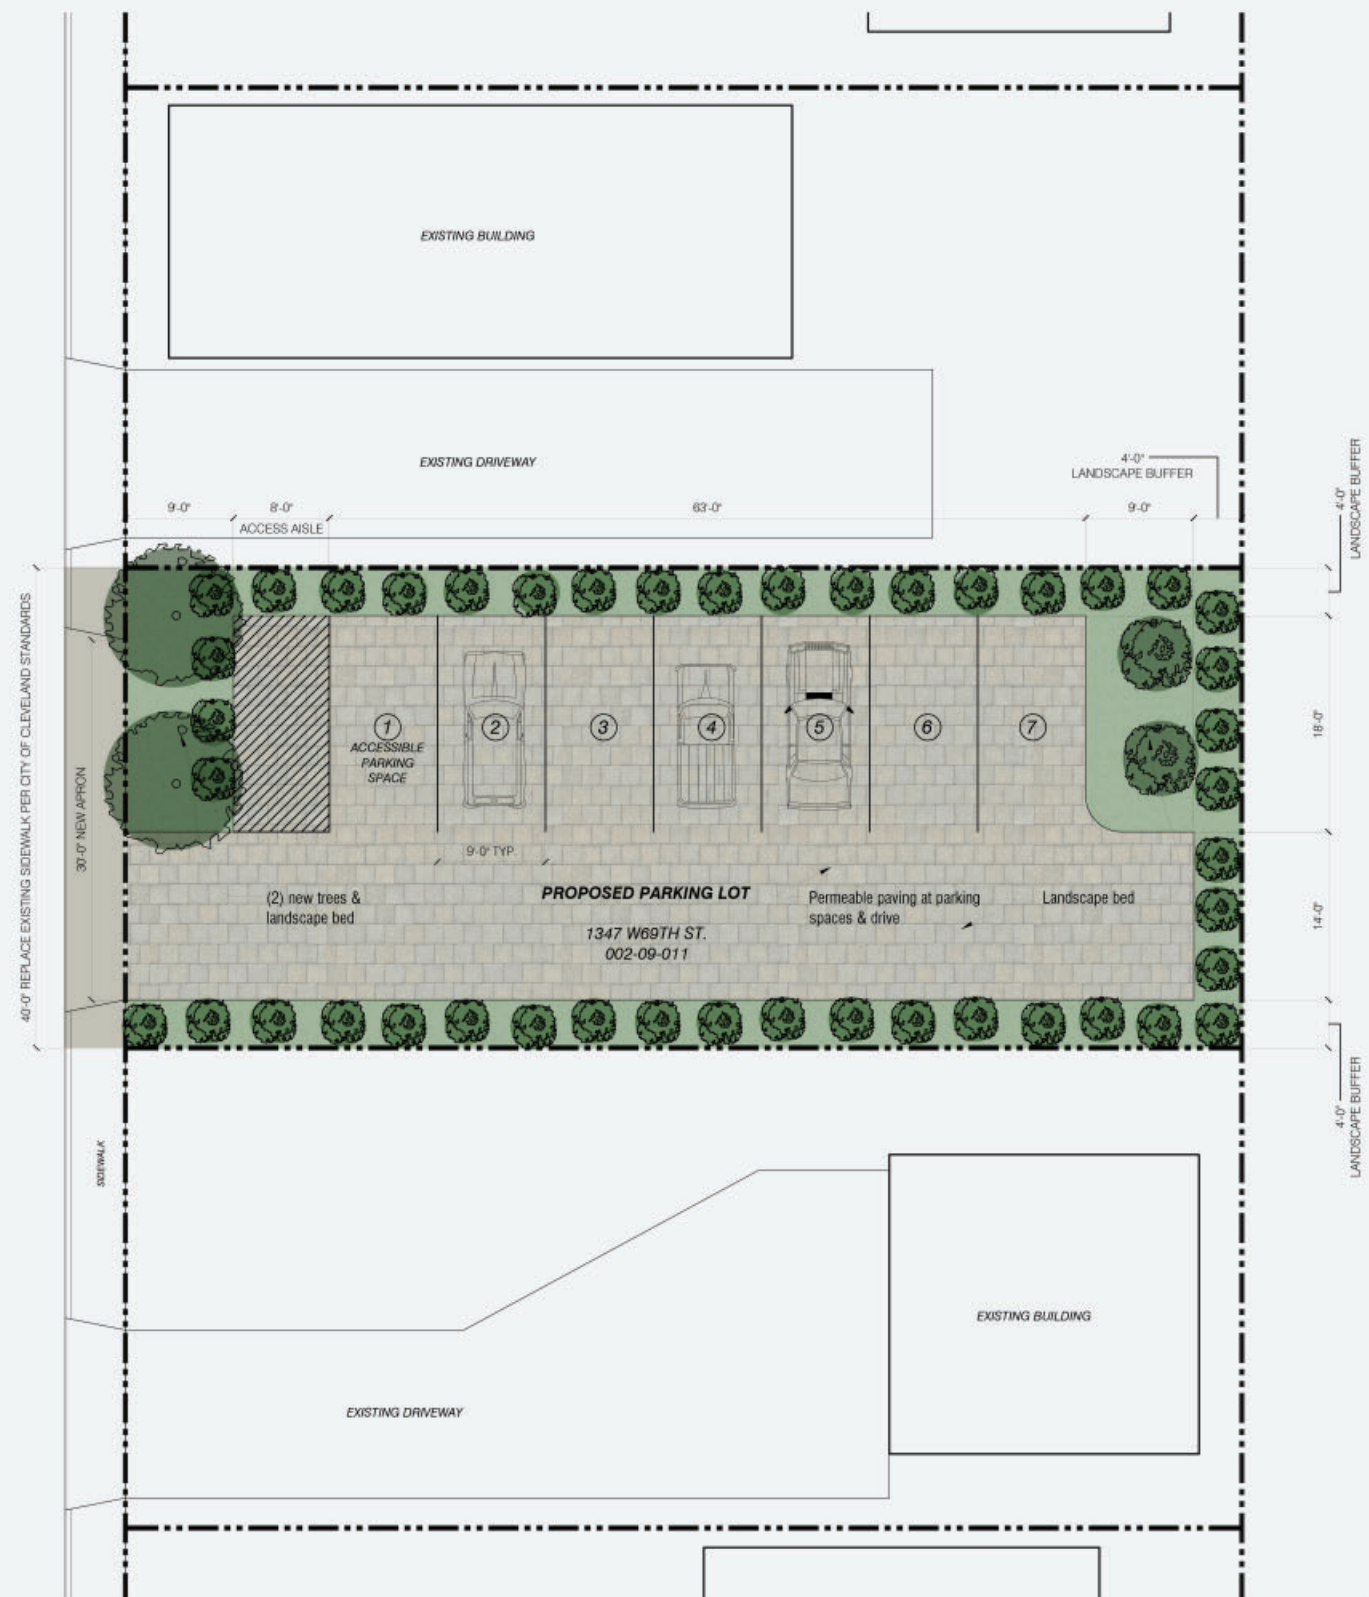 EXISTING BUILDING
EXISTING DRIVEWAY
4'-0"
LANDSCAPE BUFFER
4'-0"
LANDSCAPE BUFFER
9'-0"
8'-0"
63'-0"
9'-0"
ACCESS AISLE
40'-0" REPLACE EXISTING SIDEWALK PER CITY OF CLEVELAND STANDARDS
30'-0" NEW APRON
1
2
3
4
5
6
7
ACCESSIBLE
PARKING
SPACE
18'-0"
9'-0" TYP.
(2) new trees &
landscape bed
PROPOSED PARKING LOT
1347 W69TH ST.
002-09-011
Permeable paving at parking
spaces & drive
Landscape bed
14'-0"
4'-0"
LANDSCAPE BUFFER
SIDEWALK
EXISTING BUILDING
EXISTING DRIVEWAY